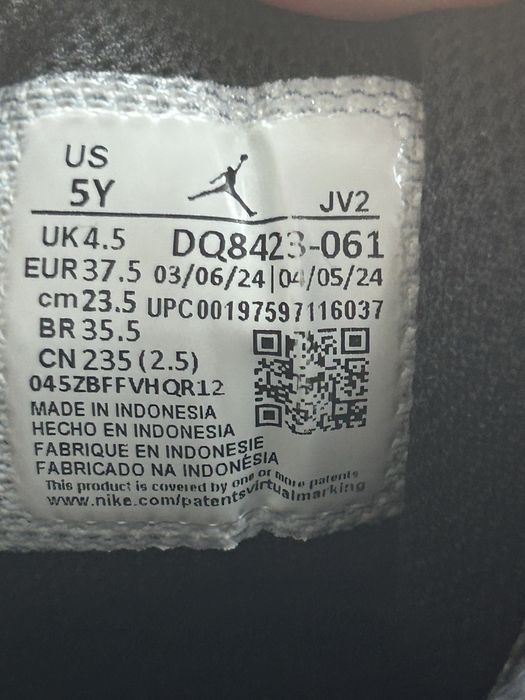 US
5Y
JV2
UK 4.5 DQ8423-061
EUR 37.5 03/06/24|04/05/24
cm 23.5 UPC 00197597116037
BR 35.5
CN 235 (2.5)
045ZBFFVHQR12
MADE IN INDONESIA
HECHO EN INDONESIA
FABRIQUE EN INDONESIE
FABRICADO NA INDONÉSIA
This product is covered by one or more patents
www.nike.com/patentsvirtualmarking